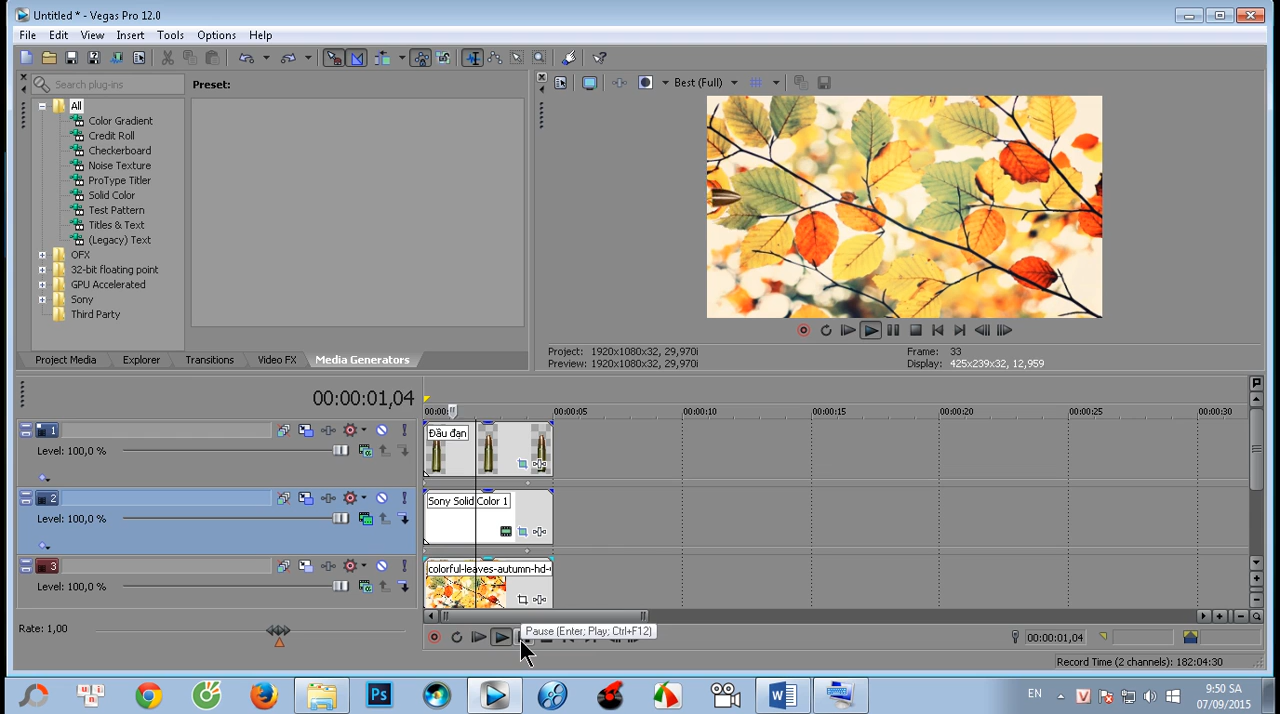 Untitled * - Vegas Pro 12.0
File Edit View Insert Tools Options Help
Search plug-ins
Preset:
Best (Full)
All
Color Gradient
Credit Roll
Checkerboard
Noise Texture
ProType Titler
Solid Color
Test Pattern
Titles & Text
(Legacy) Text
OFX
32-bit floating point
GPU Accelerated
Sony
Third Party
Project Media Explorer Transitions Video FX Media Generators
Project: 1920x1080x32, 29,970i
Frame: 33
Preview: 1920x1080x32, 29,970i
Display: 425x239x32, 12,959
00:00:01,04
00:00:05 00:00:10 00:00:15 00:00:20 00:00:25 00:00:30
1
Đầu đạn
Level: 100,0 %
2
Sony Solid Color 1
Level: 100,0 %
3
colorful-leaves-autumn-hd-
Level: 100,0 %
Rate: 1,00
Pause (Enter; Play; Ctrl+F12)
00:00:01,04
Record Time (2 channels): 182:04:30
Ps
W
EN
V
9:50 SA
07/09/2015